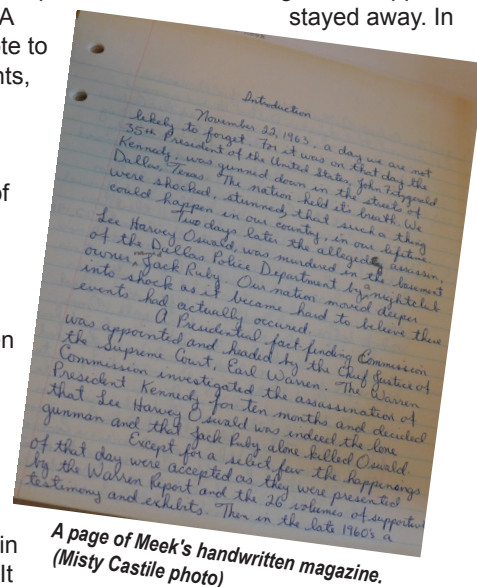 A
stayed away. In
ote to
nts,
of
en
in
It
Introduction
November 22, 1963, a day we are not
likely to forget. For it was on that day the
35th President of the United States, John Fitzgerald
Kennedy, was gunned down in the street of
Dallas, Texas. The nation held its breath. We
were shocked, stunned, that such a thing
could happen in our country, in our lifetime.
Two days later the alleged assassin,
Lee Harvey Oswald, was murdered in the basement
of the Dallas Police Department by a nightclub
owner named Jack Ruby. Our nation moved deeper
into shock as it became hard to believe these
events had actually occured.
A Presidential fact-finding Commission
was appointed and headed by the Chief Justice of
the Supreme Court, Earl Warren. The Warren
Commission investigated the assassination of
President Kennedy for ten months and decided
that Lee Harvey Oswald was indeed the lone
gunman and that Jack Ruby alone killed Oswald.
Except for a select few the happenings
of that day were accepted as they were presented
by the Warren Report and the 26 volumes of supportive
testimony and exhibits. Then in the late 1960's a
A page of Meek's handwritten magazine.
(Misty Castile photo)